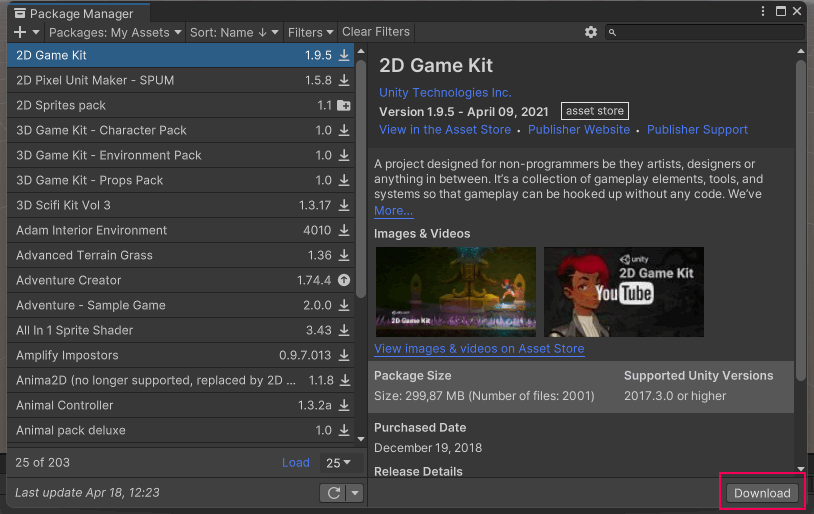 Package Manager
Packages: My Assets
Sort: Name ↓
Filters
Clear Filters
2D Game Kit 1.9.5
2D Pixel Unit Maker - SPUM 1.5.8
2D Sprites pack 1.1
3D Game Kit - Character Pack 1.0
3D Game Kit - Environment Pack 1.0
3D Game Kit - Props Pack 1.0
3D Scifi Kit Vol 3 1.3.17
Adam Interior Environment 4010
Advanced Terrain Grass 1.36
Adventure Creator 1.74.4
Adventure - Sample Game 2.0.0
All In 1 Sprite Shader 3.43
Amplify Impostors 0.9.7.013
Anima2D (no longer supported, replaced by 2D ... 1.1.8
Animal Controller 1.3.2a
Animal pack deluxe 1.0
25 of 203 Load 25
Last update Apr 18, 12:23
2D Game Kit
Unity Technologies Inc.
Version 1.9.5 - April 09, 2021 asset store
View in the Asset Store • Publisher Website • Publisher Support
A project designed for non-programmers be they artists, designers or
anything in between. It's a collection of gameplay elements, tools, and
systems so that gameplay can be hooked up without any code. We've
More...
Images & Videos
2D Game Kit
unity
2D Game Kit
YouTube
View images & videos on Asset Store
Package Size Supported Unity Versions
Size: 299,87 MB (Number of files: 2001) 2017.3.0 or higher
Purchased Date
December 19, 2018
Release Details
Download